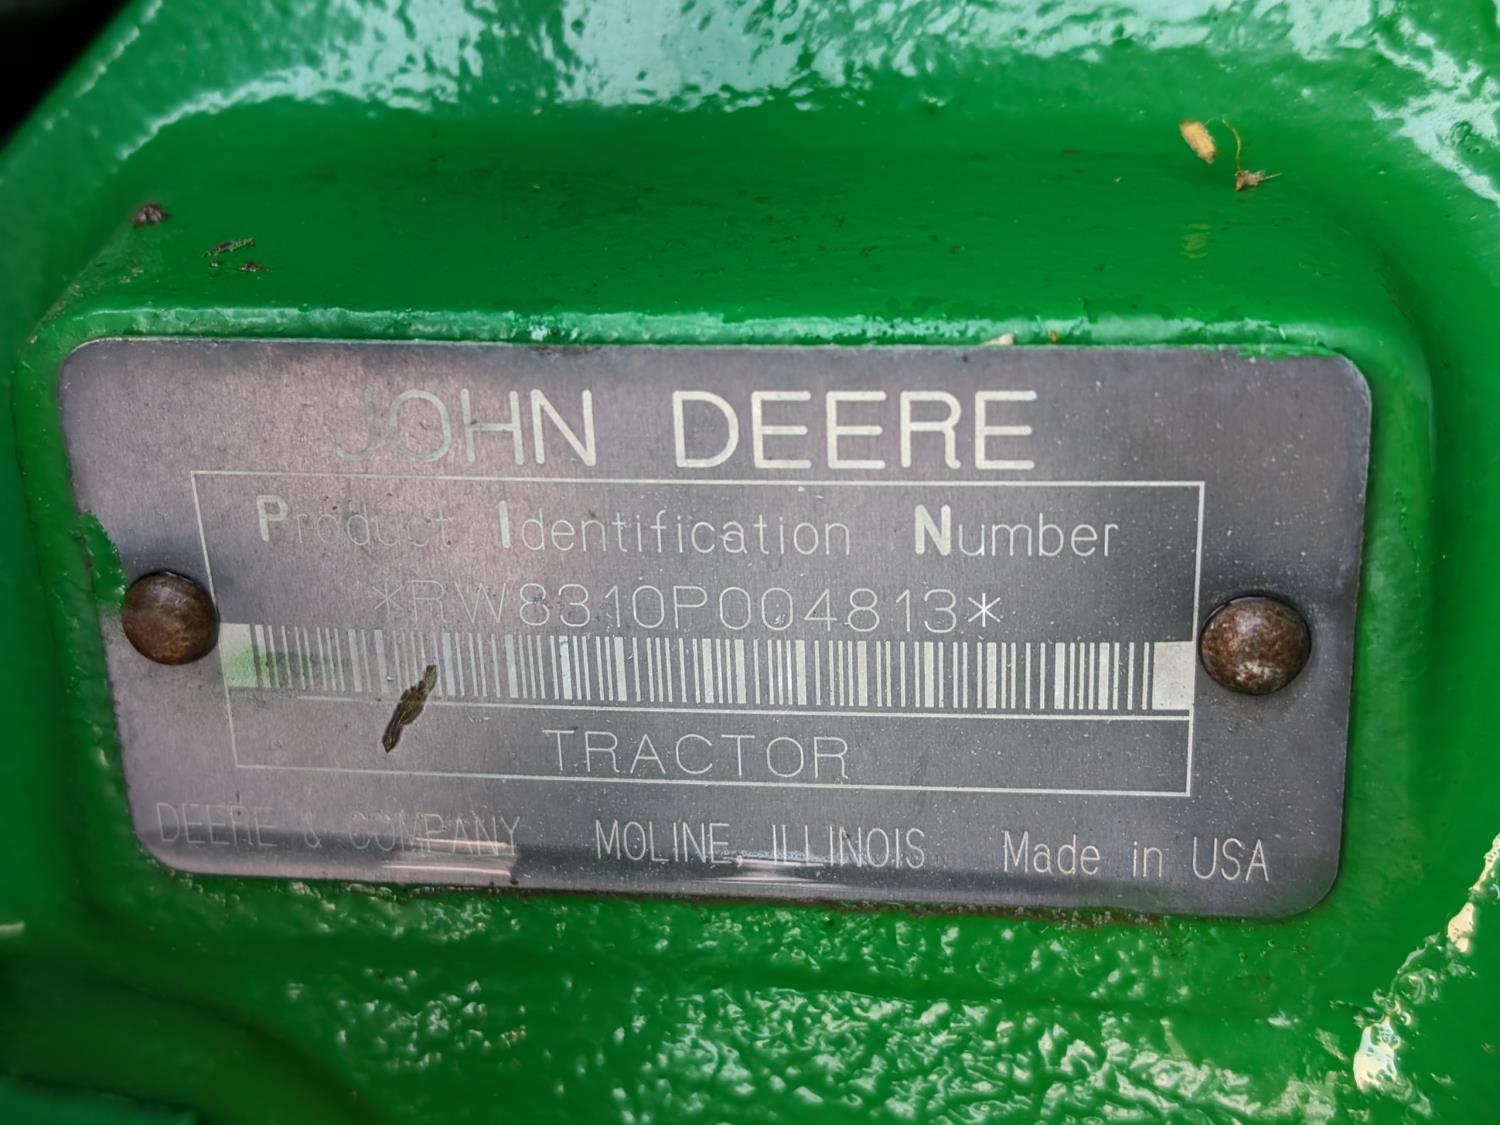 JOHN DEERE
Product Identification Number
*RW8310P004813*
TRACTOR
DEERE & COMPANY MOLINE, ILLINOIS Made in USA